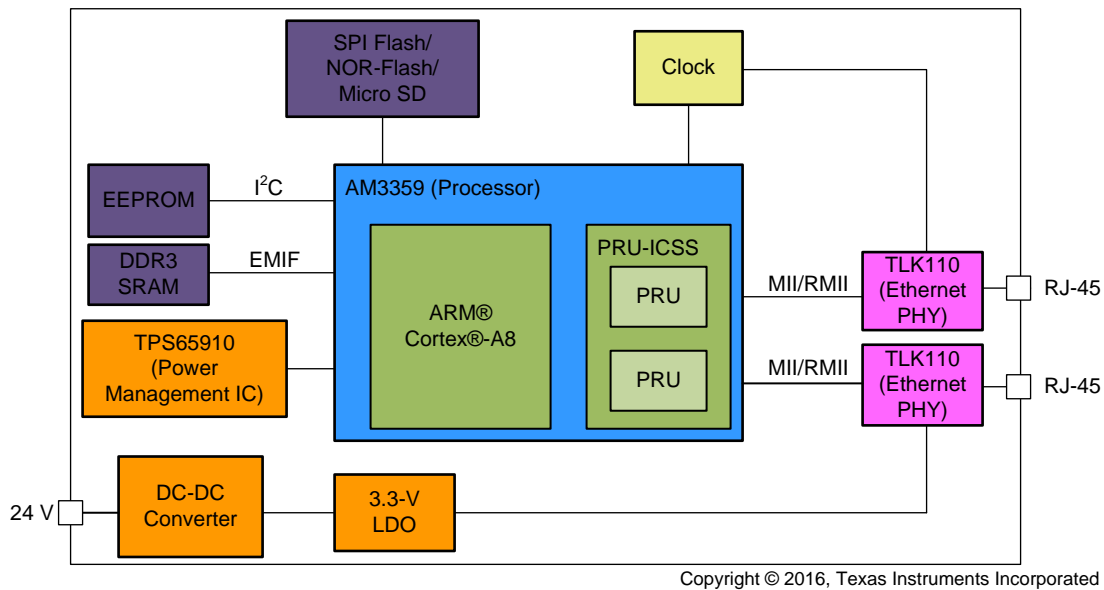 SPI Flash/
NOR-Flash/
Micro SD
Clock
EEPROM
I²C
AM3359 (Processor)
DDR3
SRAM
EMIF
ARM®
Cortex®-A8
PRU-ICSS
PRU
PRU
MII/RMII
TLK110
(Ethernet
PHY)
RJ-45
TPS65910
(Power
Management IC)
MII/RMII
TLK110
(Ethernet
PHY)
RJ-45
24 V
DC-DC
Converter
3.3-V
LDO
Copyright © 2016, Texas Instruments Incorporated